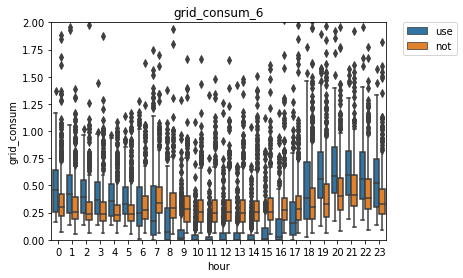 grid_consum_6
use
not
2.00
1.75
1.50
1.25
1.00
0.75
0.50
0.25
0.00
grid_consum
0 1 2 3 4 5 6 7 8 9 10 11 12 13 14 15 16 17 18 19 20 21 22 23
hour